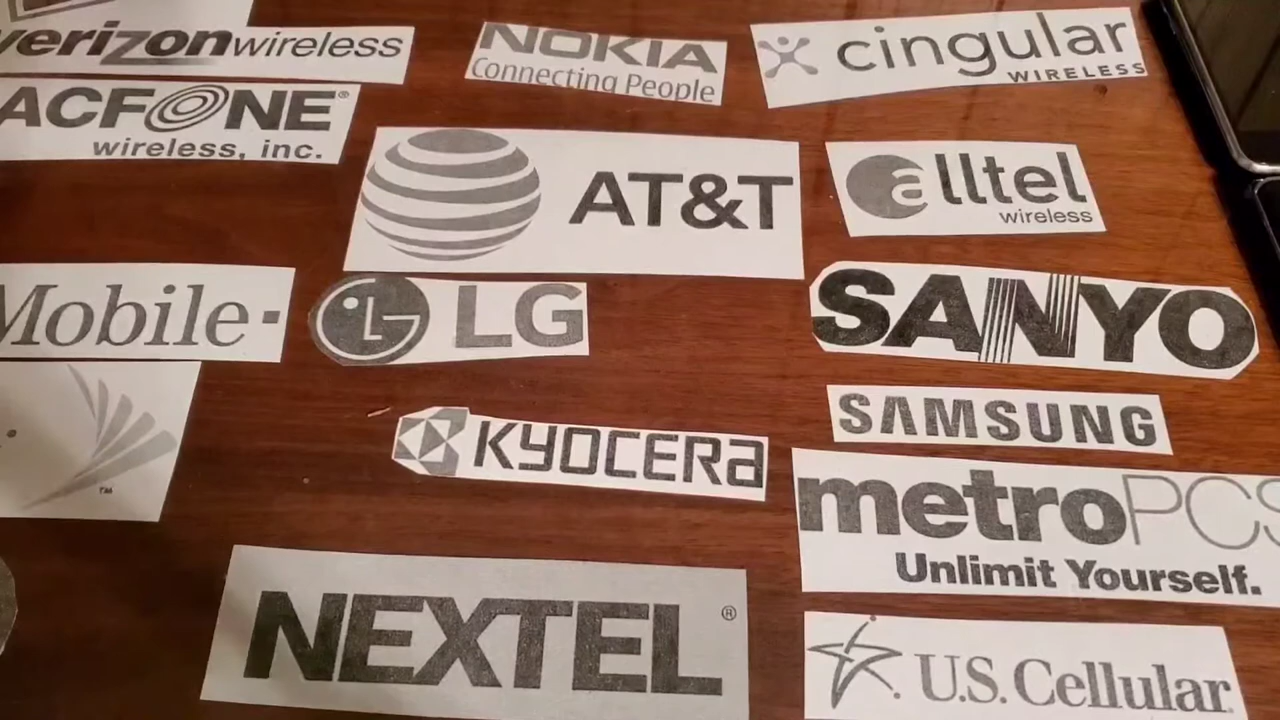 verizonwireless
NOKIA
Connecting People
cingular
WIRELESS
ACFONE®
wireless, inc.
AT&T
alltel
wireless
Mobile
LG
SANYO
KYOCERa
SAMSUNG
™
metroPCS
Unlimit Yourself.
NEXTEL®
U.S. Cellular